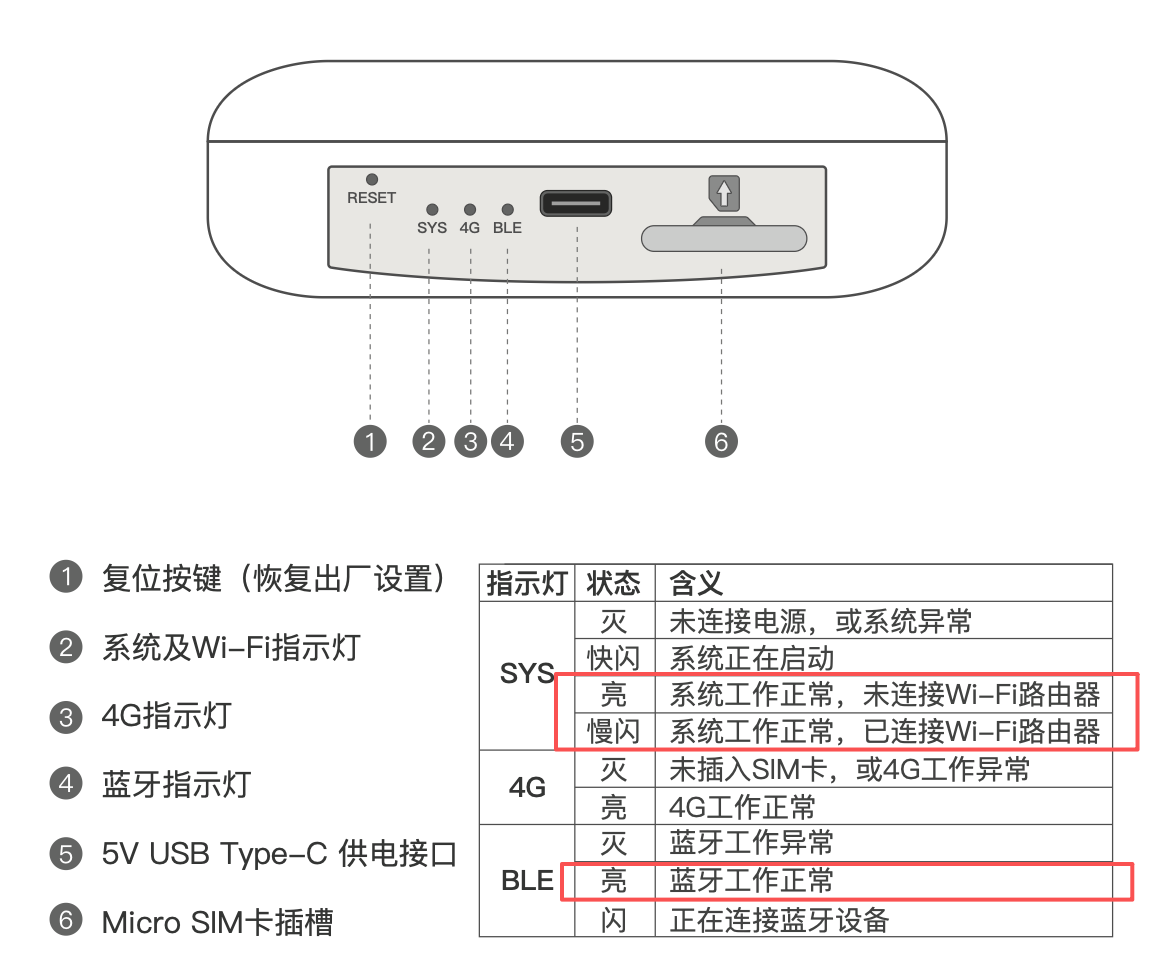 RESET
SYS 4G BLE
1 2 3 4 5 6
1 复位按键（恢复出厂设置）
2 系统及Wi-Fi指示灯
3 4G指示灯
4 蓝牙指示灯
5 5V USB Type-C 供电接口
6 Micro SIM卡插槽
指示灯 状态 含义
SYS
灭 未连接电源，或系统异常
快闪 系统正在启动
亮 系统工作正常，未连接Wi-Fi路由器
慢闪 系统工作正常，已连接Wi-Fi路由器
4G
灭 未插入SIM卡，或4G工作异常
亮 4G工作正常
BLE
灭 蓝牙工作异常
亮 蓝牙工作正常
闪 正在连接蓝牙设备